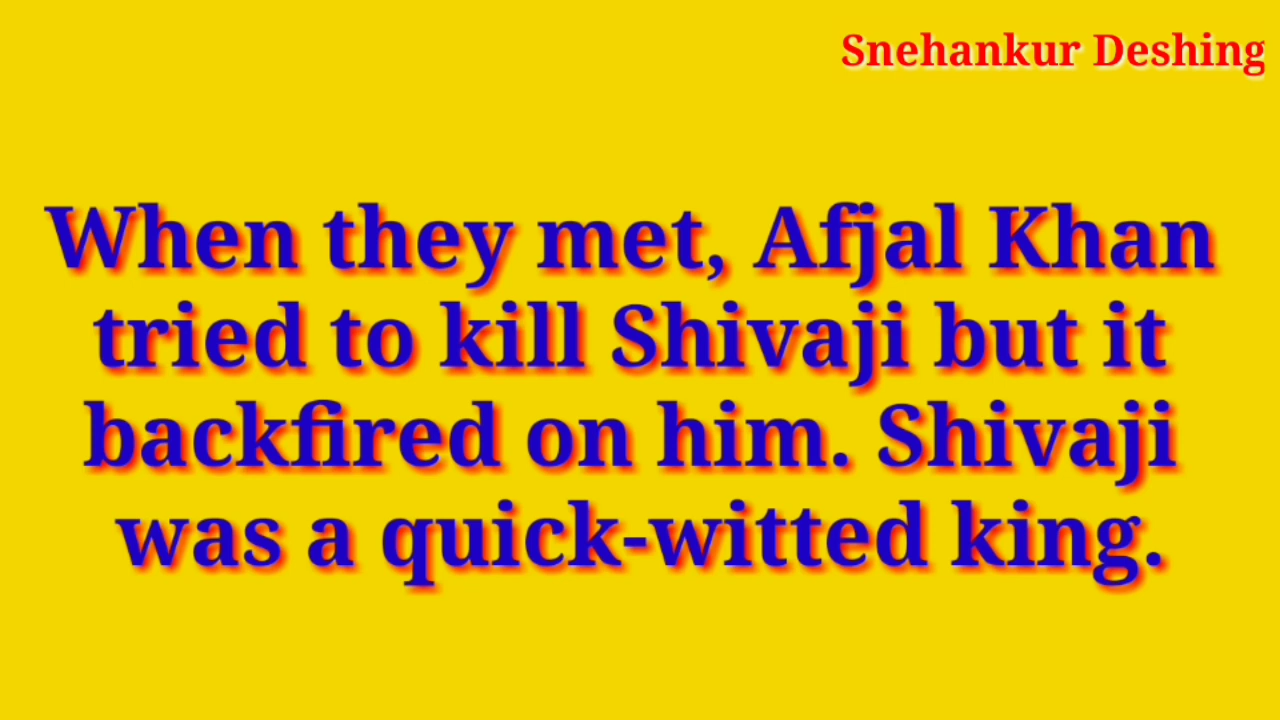 Snehankur Deshing
When they met, Afjal Khan
tried to kill Shivaji but it
backfired on him. Shivaji
was a quick-witted king.